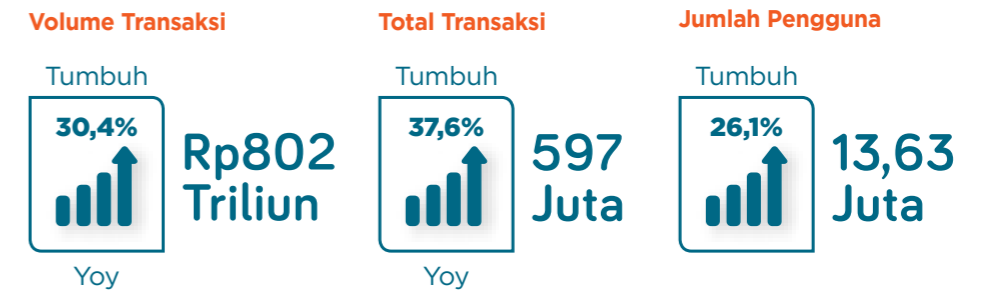 Volume Transaksi
Tumbuh
30,4%
Rp802
Triliun
Yoy
Total Transaksi
Tumbuh
37,6%
597
Juta
Yoy
Jumlah Pengguna
Tumbuh
26,1%
13,63
Juta